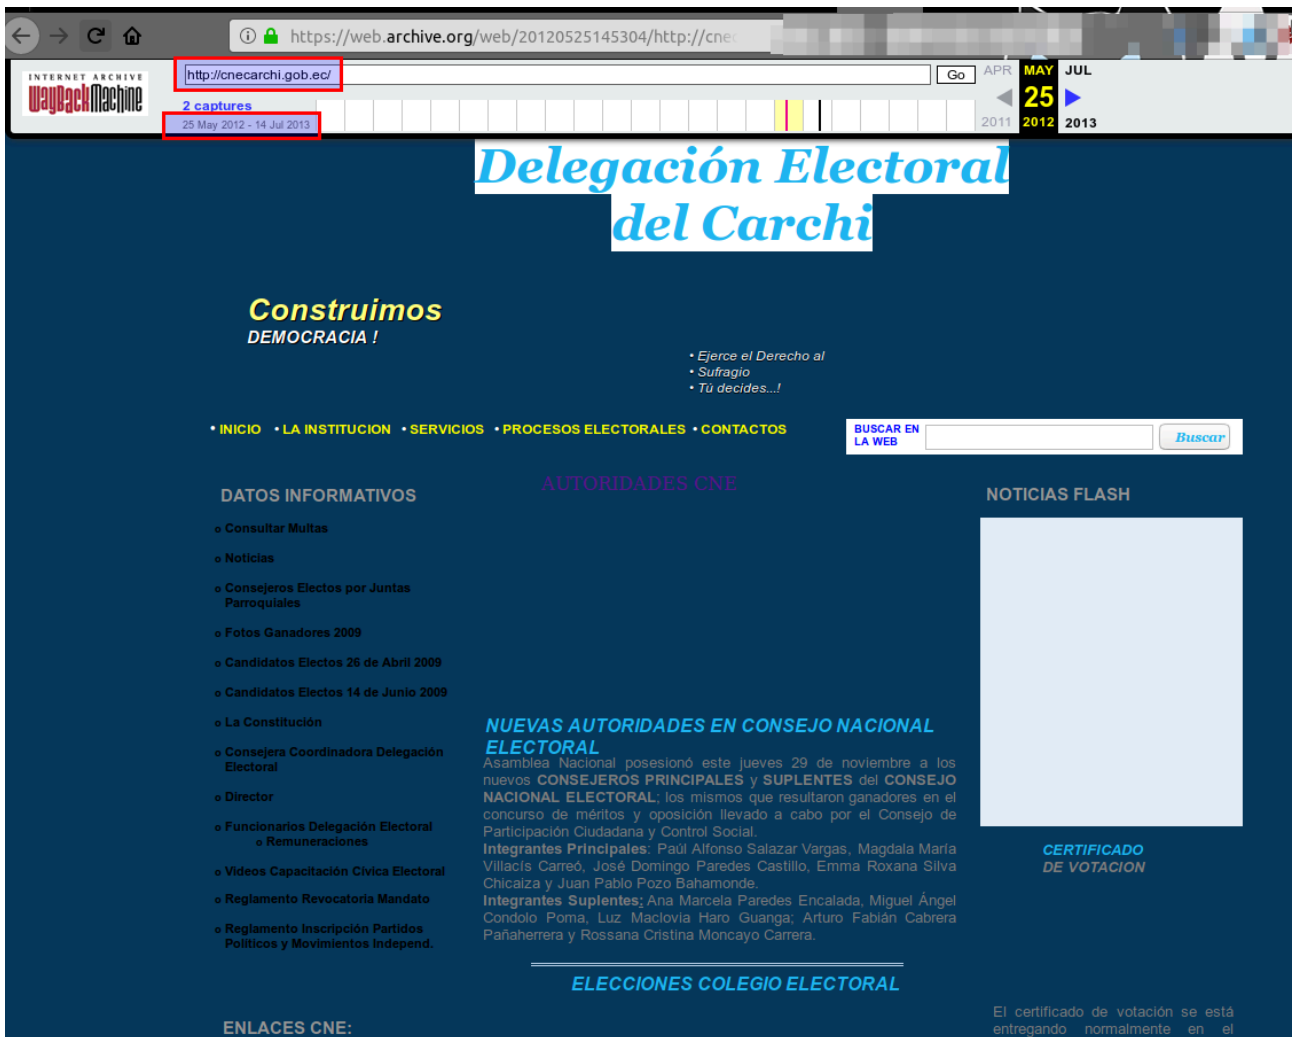 https://web.archive.org/web/20120525145304/http://cne
INTERNET ARCHIVE
WayBackMachine
http://cnecarchi.gob.ec/
Go
APR MAY JUL
2 captures
25
25 May 2012 - 14 Jul 2013
2011 2012 2013
Delegación Electoral
del Carchi
Construimos
DEMOCRACIA !
• Ejerce el Derecho al
• Sufragio
• Tú decides...!
• INICIO • LA INSTITUCION • SERVICIOS • PROCESOS ELECTORALES • CONTACTOS
BUSCAR EN
LA WEB
Buscar
DATOS INFORMATIVOS
o Consultar Multas
o Noticias
o Consejeros Electos por Juntas
Parroquiales
o Fotos Ganadores 2009
o Candidatos Electos 26 de Abril 2009
o Candidatos Electos 14 de Junio 2009
o La Constitución
o Consejera Coordinadora Delegación
Electoral
o Director
o Funcionarios Delegación Electoral
o Remuneraciones
o Videos Capacitación Cívica Electoral
o Reglamento Revocatoria Mandato
o Reglamento Inscripción Partidos
Políticos y Movimientos Independ.
ENLACES CNE:
AUTORIDADES CNE
NUEVAS AUTORIDADES EN CONSEJO NACIONAL
ELECTORAL
Asamblea Nacional posesionó este jueves 29 de noviembre a los
nuevos CONSEJEROS PRINCIPALES y SUPLENTES del CONSEJO
NACIONAL ELECTORAL; los mismos que resultaron ganadores en el
concurso de méritos y oposición llevado a cabo por el Consejo de
Participación Ciudadana y Control Social.
Integrantes Principales: Paúl Alfonso Salazar Vargas, Magdala María
Villacís Carreó, José Domingo Paredes Castillo, Emma Roxana Silva
Chicaiza y Juan Pablo Pozo Bahamonde.
Integrantes Suplentes: Ana Marcela Paredes Encalada, Miguel Ángel
Condolo Poma, Luz Maclovia Haro Guanga; Arturo Fabián Cabrera
Pañaherrera y Rossana Cristina Moncayo Carrera.
ELECCIONES COLEGIO ELECTORAL
NOTICIAS FLASH
CERTIFICADO
DE VOTACION
El certificado de votación se está
entregando normalmente en el